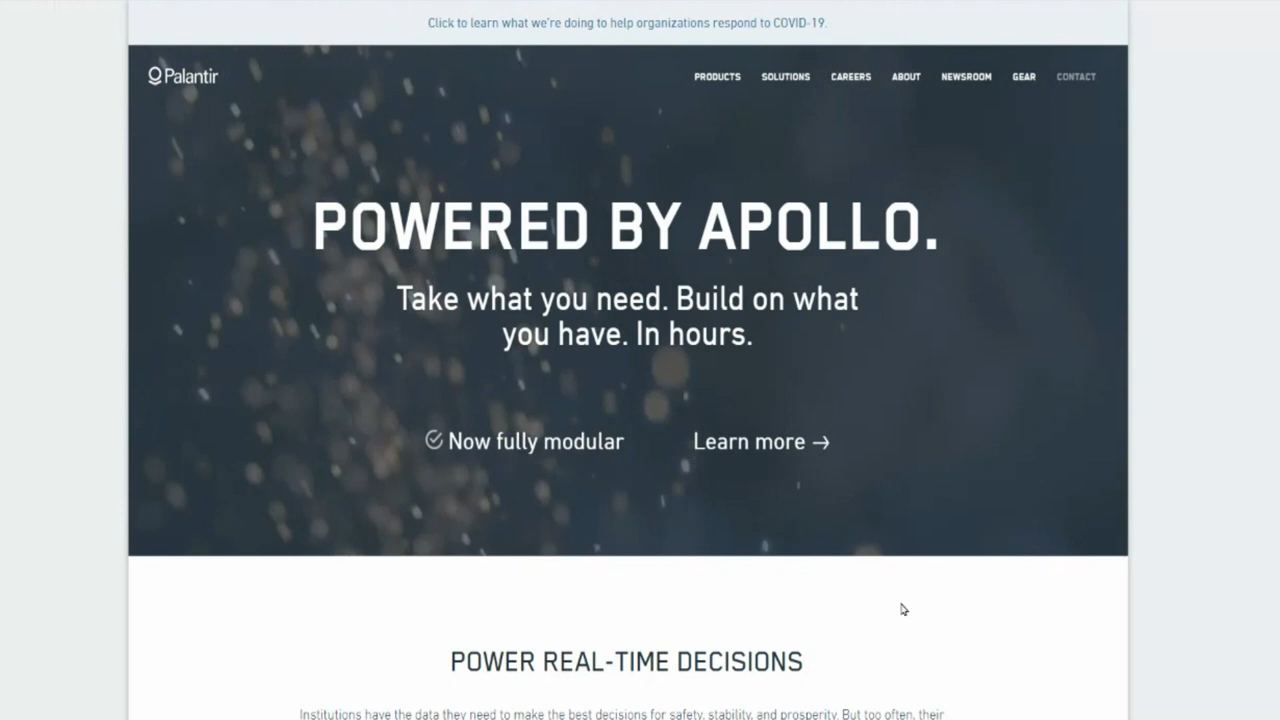 Click to learn what we're doing to help organizations respond to COVID-19.
Palantir
PRODUCTS SOLUTIONS CAREERS ABOUT NEWSROOM GEAR CONTACT
POWERED BY APOLLO.
Take what you need. Build on what
you have. In hours.
Now fully modular
Learn more →
POWER REAL-TIME DECISIONS
Institutions have the data they need to make the best decisions for safety, stability, and prosperity. But too often, their